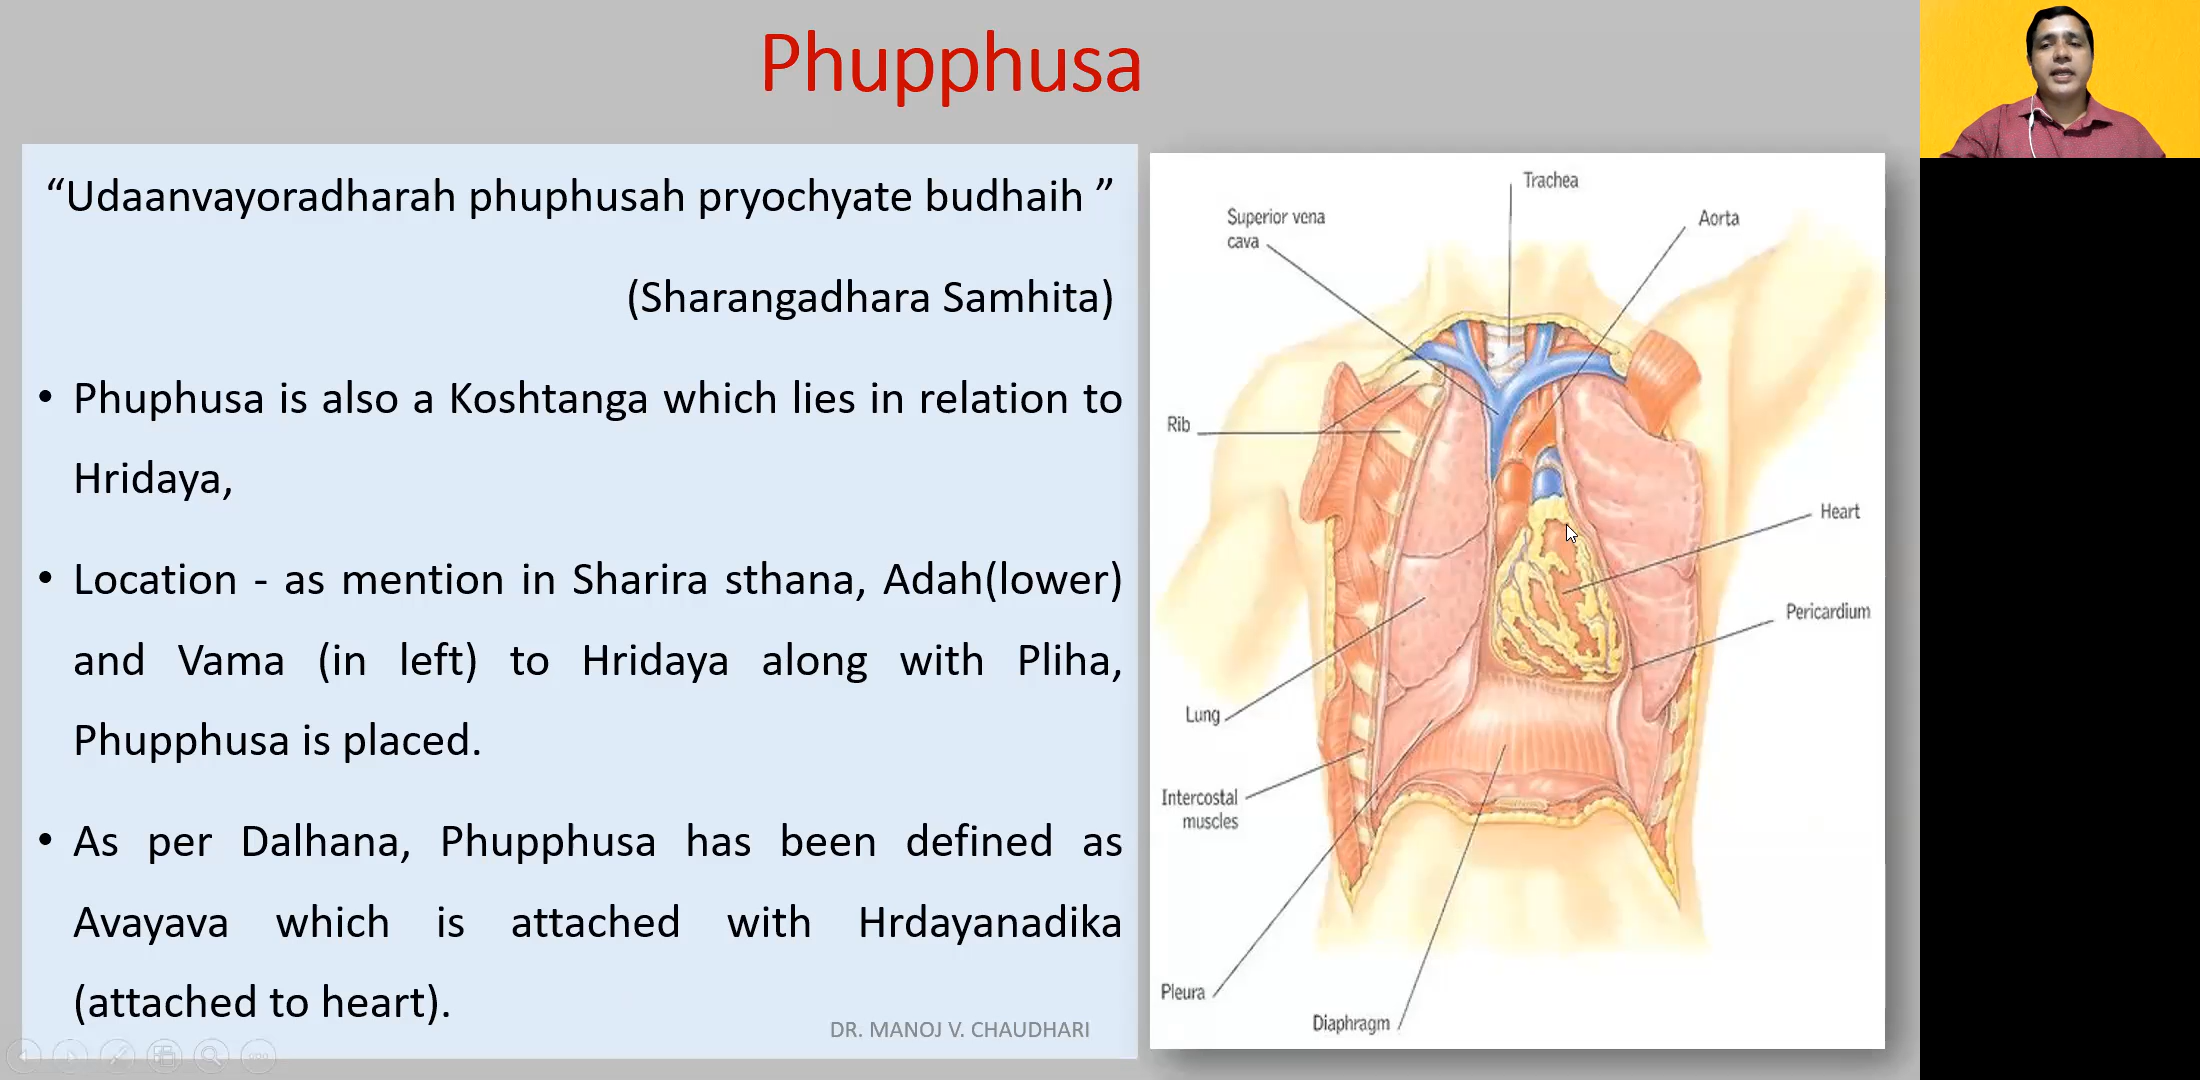 Phupphusa
“Udaanvayoradharah phuphusah pryochyate budhaih ”
(Sharangadhara Samhita)
• Phuphusa is also a Koshtanga which lies in relation to
Hridaya,
• Location - as mention in Sharira sthana, Adah(lower)
and Vama (in left) to Hridaya along with Pliha,
Phupphusa is placed.
• As per Dalhana, Phupphusa has been defined as
Avayava which is attached with Hrdayanadika
(attached to heart).
DR. MANOJ V. CHAUDHARI
Trachea
Superior vena
cava
Aorta
Rib
Heart
Pericardium
Lung
Intercostal
muscles
Pleura
Diaphragm